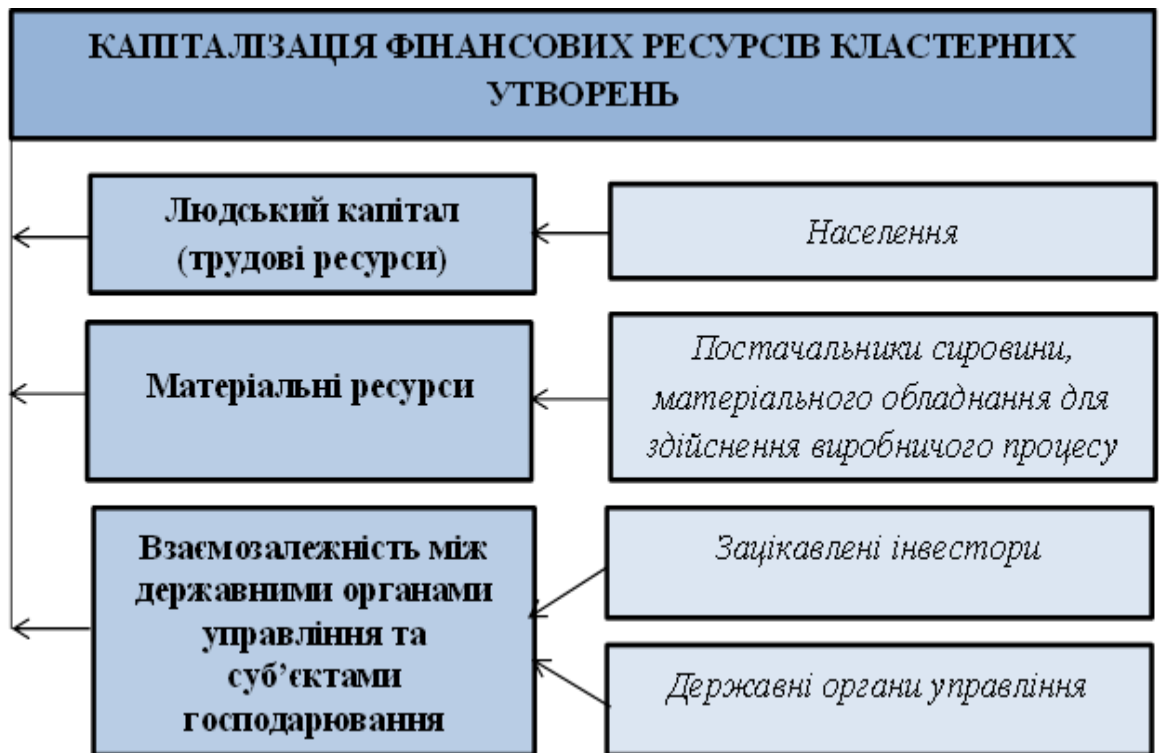 КАПІТАЛІЗАЦІЯ ФІНАНСОВИХ РЕСУРСІВ КЛАСТЕРНИХ
УТВОРЕНЬ
Людський капітал
(трудові ресурси)
Населення
Матеріальні ресурси
Постачальники сировини,
матеріального обладнання для
здійснення виробничого процесу
Взаємозалежність між
державними органами
управління та
суб’єктами
господарювання
Зацікавлені інвестори
Державні органи управління